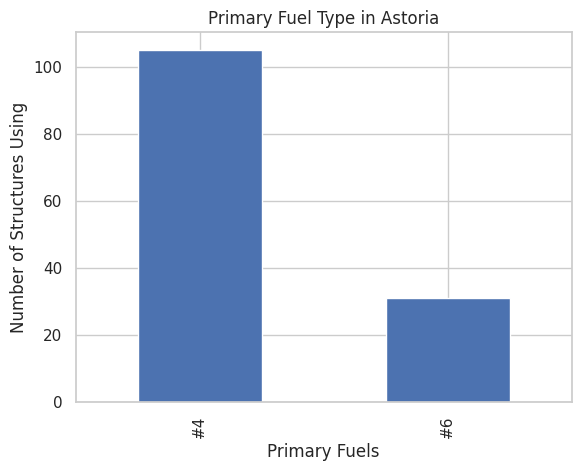 Primary Fuel Type in Astoria
Number of Structures Using
100
80
60
40
20
0
#4
#6
Primary Fuels